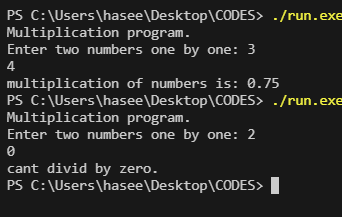 PS C:\Users\hasee\Desktop\CODES> ./run.exe
Multiplication program.
Enter two numbers one by one: 3
4
multiplication of numbers is: 0.75
PS C:\Users\hasee\Desktop\CODES> ./run.exe
Multiplication program.
Enter two numbers one by one: 2
0
cant divid by zero.
PS C:\Users\hasee\Desktop\CODES>